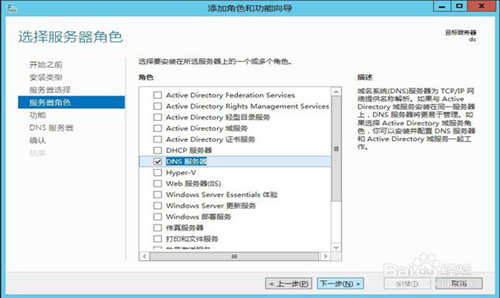 添加角色和功能向导
选择服务器角色
目标服务器
dc
开始之前
安装类型
服务器选择
服务器角色
功能
DNS 服务器
确认
结果
选择要安装在所选服务器上的一个或多个角色。
角色
Active Directory Federation Services
Active Directory Rights Management Services
Active Directory 轻型目录服务
Active Directory 域服务
Active Directory 证书服务
DHCP 服务器
DNS 服务器
Hyper-V
Web 服务器(IIS)
Windows Server Essentials 体验
Windows Server 更新服务
Windows 部署服务
传真服务器
打印和文件服务
描述
域名系统(DNS)服务器为 TCP/IP 网
络提供名称解析。如果与 Active
Directory 域服务安装在同一服务器
上，DNS 服务器将更易于管理。如
果选择 Active Directory 域服务角
色，你可以安装并配置 DNS 服务器
和 Active Directory 域服务一起工
作。
< 上一步(P)
下一步(N) >
安装(I)
取消
Baidu 经验